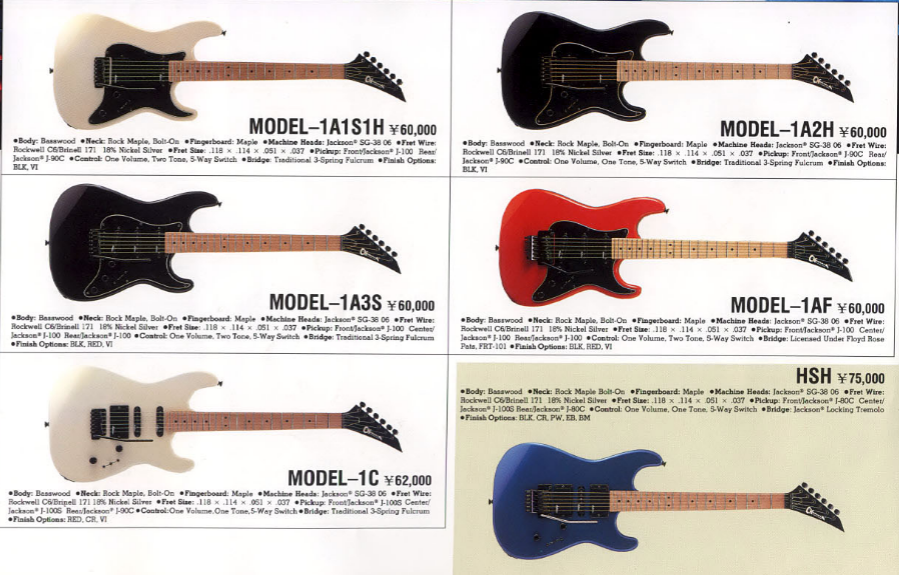 MODEL–1A1S1H ¥60,000
●Body: Basswood ●Neck: Rock Maple, Bolt-On ●Fingerboard: Maple ●Machine Heads: Jackson® SG-38 06 ●Fret Wire:
Rockwell C6/Brinell 171 18% Nickel Silver ●Fret Size: .118 × .114 × .051 × .037 ●Pickup: Front/Jackson® J-100 Rear/
Jackson® J-90C ●Control: One Volume, Two Tone, 5-Way Switch ●Bridge: Traditional 3-Spring Fulcrum ●Finish Options:
BLK, VI
MODEL–1A2H ¥60,000
●Body: Basswood ●Neck: Rock Maple, Bolt-On ●Fingerboard: Maple ●Machine Heads: Jackson® SG-38 06 ●Fret Wire:
Rockwell C6/Brinell 171 18% Nickel Silver ●Fret Size: .118 × .114 × .051 × .037 ●Pickup: Front/Jackson® J-90C Rear/
Jackson® J-90C ●Control: One Volume, One Tone, 5-Way Switch ●Bridge: Traditional 3-Spring Fulcrum ●Finish Options:
BLK, VI
MODEL–1A3S ¥60,000
●Body: Basswood ●Neck: Rock Maple, Bolt-On ●Fingerboard: Maple ●Machine Heads: Jackson® SG-38 06 ●Fret Wire:
Rockwell C6/Brinell 171 18% Nickel Silver ●Fret Size: .118 × .114 × .051 × .037 ●Pickup: Front/Jackson® J-100 Center/
Jackson® J-100 Rear/Jackson® J-100 ●Control: One Volume, Two Tone, 5-Way Switch ●Bridge: Traditional 3-Spring Fulcrum
●Finish Options: BLK, RED, VI
MODEL–1AF ¥60,000
●Body: Basswood ●Neck: Rock Maple, Bolt-On ●Fingerboard: Maple ●Machine Heads: Jackson® SG-38 06 ●Fret Wire:
Rockwell C6/Brinell 171 18% Nickel Silver ●Fret Size: .118 × .114 × .051 × .037 ●Pickup: Front/Jackson® J-100 Center/
Jackson® J-100 Rear/Jackson® J-100 ●Control: One Volume, Two Tone, 5-Way Switch ●Bridge: Licensed Under Floyd Rose
Pats, FRT-101 ●Finish Options: BLK, RED, VI
MODEL–1C ¥62,000
●Body: Basswood ●Neck: Rock Maple, Bolt-On ●Fingerboard: Maple ●Machine Heads: Jackson® SG-38 06 ●Fret Wire:
Rockwell C6/Brinell 171 18% Nickel Silver ●Fret Size: .118 × .114 × .051 × .037 ●Pickup: Front/Jackson® J-100S Center/
Jackson® J-100S Rear/Jackson® J-90C ●Control: One Volume, One Tone, 5-Way Switch ●Bridge: Traditional 3-Spring Fulcrum
●Finish Options: RED, CR, VI
HSH ¥75,000
●Body: Basswood ●Neck: Rock Maple Bolt-On ●Fingerboard: Maple ●Machine Heads: Jackson® SG-38 06 ●Fret Wire:
Rockwell C6/Brinell 171 18% Nickel Silver ●Fret Size: .118 × .114 × .051 × .037 ●Pickup: Front/Jackson® J-80C Center/
Jackson® J-100S Rear/Jackson® J-80C ●Control: One Volume, One Tone, 5-Way Switch ●Bridge: Jackson® Locking Tremolo
●Finish Options: BLK, CR, PW, EB, BM